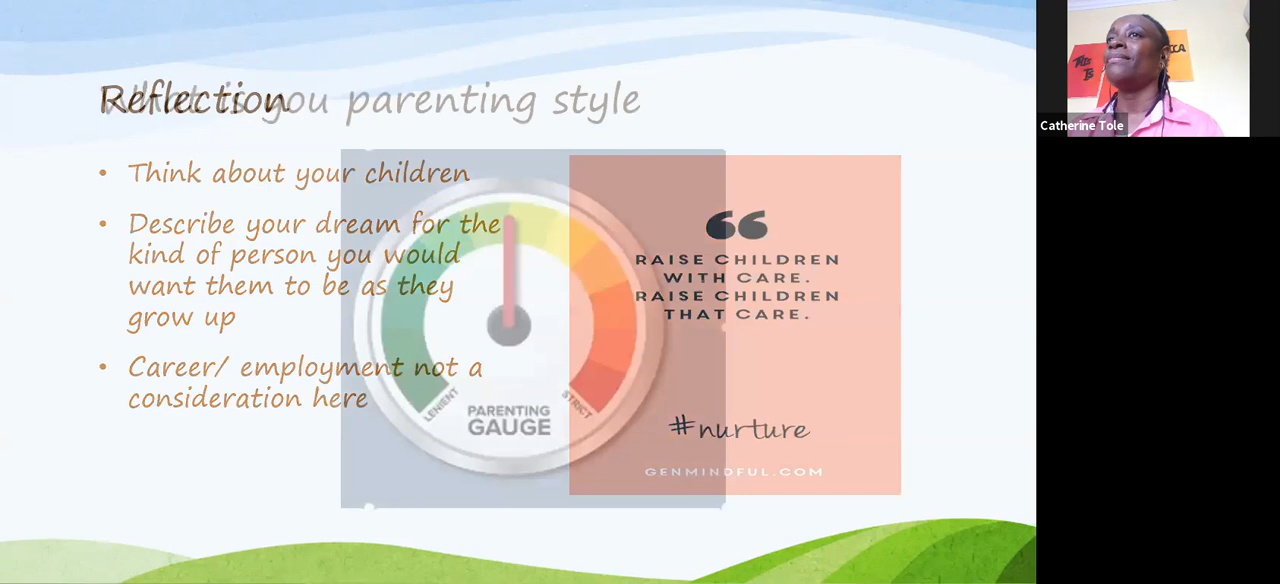 Reflection
What is you parenting style
• Think about your children
• Describe your dream for the
kind of person you would
want them to be as they
grow up
• Career/ employment not a
consideration here
LENIENT
STRICT
PARENTING
GAUGE
RAISE CHILDREN
WITH CARE.
RAISE CHILDREN
THAT CARE.
#nurture
GENMINDFUL.COM
THIS
IS
Catherine Tole